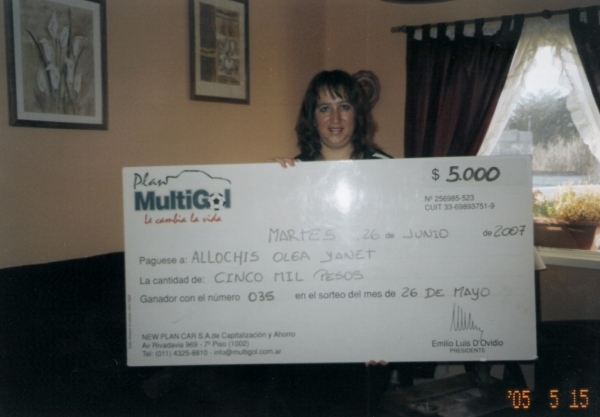 Plan
MultiGol
Le cambia la vida
$ 5.000
Nº 256985-523
CUIT 33-69893751-9
MARTES 26 de JUNIO de 2007
Paguese a: ALLOCHIS OLGA YANET
La cantidad de: CINCO MIL PESOS
Ganador con el número 035 en el sorteo del mes de 26 DE MAYO
NEW PLAN CAR S.A. de Capitalización y Ahorro
Av Rivadavia 969 - 7º Piso (1002)
Tel: (011) 4325-8810 - info@multigol.com.ar
Emilio Luis D'Ovidio
PRESIDENTE
'05 5 15